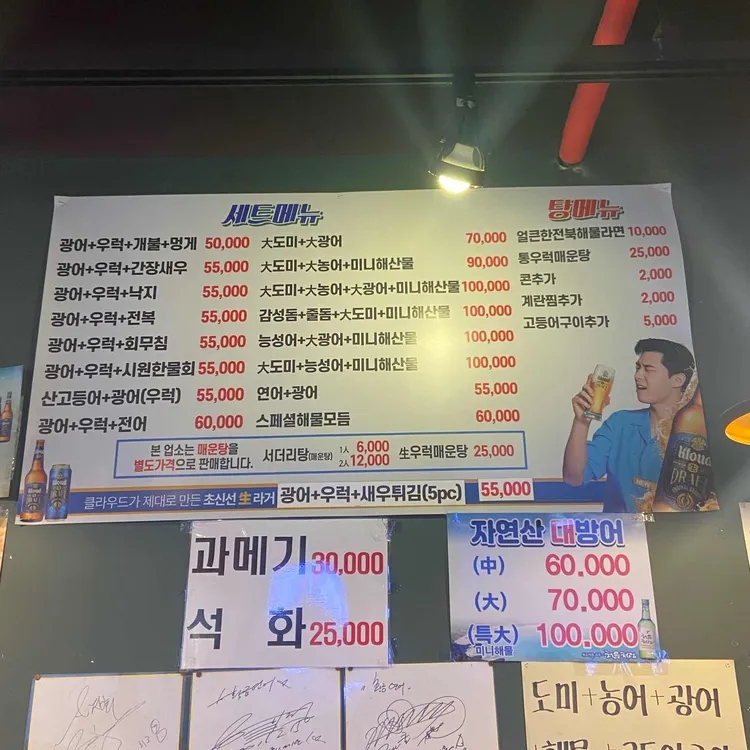 세트메뉴
광어+우럭+개불+멍게 50,000
광어+우럭+간장새우 55,000
광어+우럭+낙지 55,000
광어+우럭+전복 55,000
광어+우럭+회무침 55,000
광어+우럭+시원한물회 55,000
산고등어+광어(우럭) 55,000
광어+우럭+전어 60,000
大도미+大광어 70,000
大도미+大농어+미니해산물 90,000
大도미+大농어+大광어+미니해산물 100,000
감성돔+줄돔+大도미+미니해산물 100,000
능성어+大광어+미니해산물 100,000
大도미+능성어+미니해산물 100,000
연어+광어 55,000
스페셜해물모듬 60,000
탕메뉴
얼큰한전복해물라면 10,000
통우럭매운탕 25,000
콘추가 2,000
계란찜추가 2,000
고등어구이추가 5,000
본 업소는 매운탕을
별도가격으로 판매합니다.
서더리탕(매운탕) 1人 6,000
2人 12,000
生우럭매운탕 25,000
클라우드가 제대로 만든 초신선 生 라거
광어+우럭+새우튀김(5pc) 55,000
Kloud
DRAFT
과메기 30,000
석화 25,000
자연산 대방어
(中) 60.000
(大) 70.000
(특大) 100.000
미니해물
처음처럼
도미+농어+광어